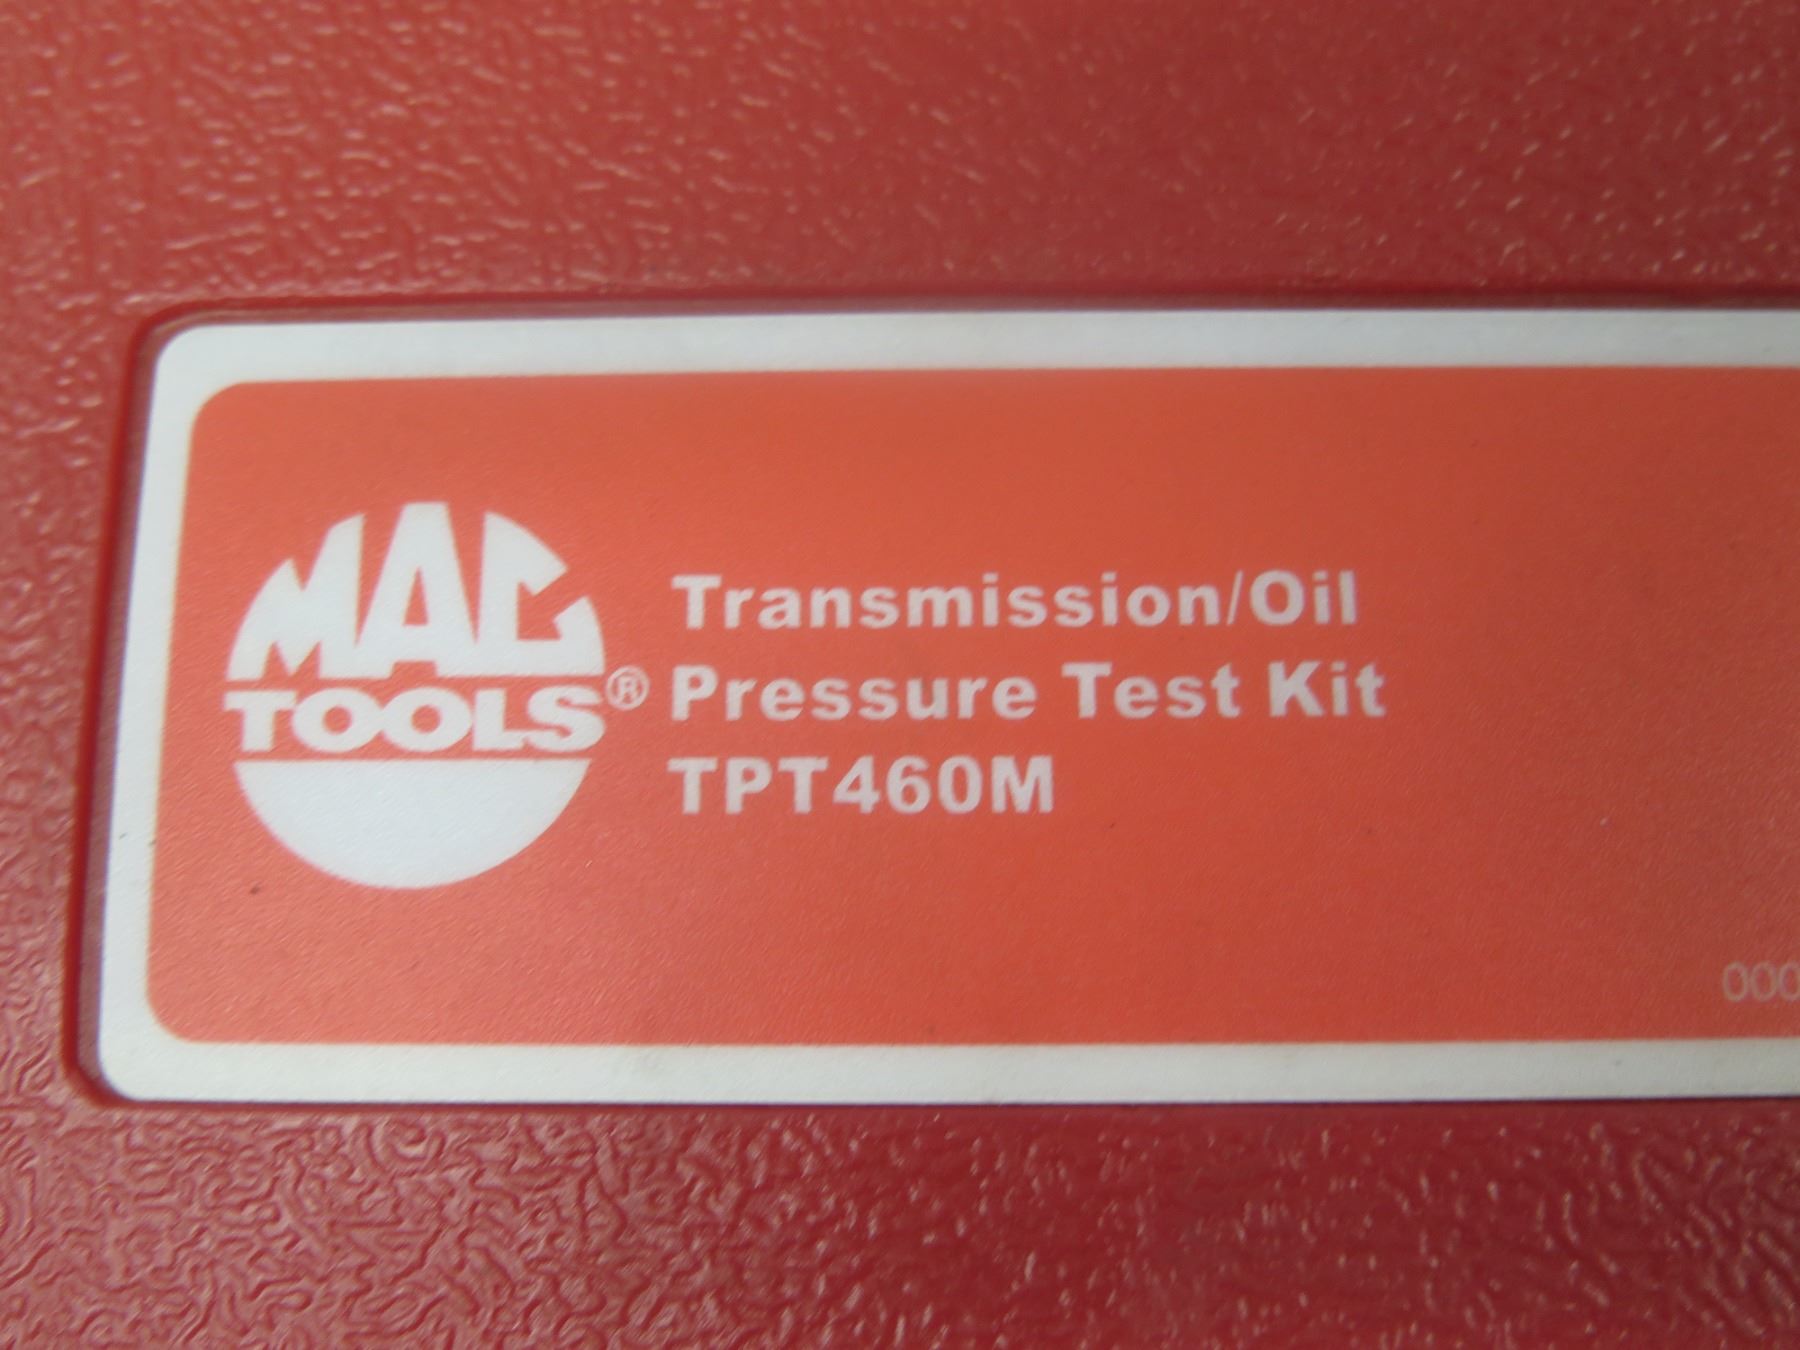 MAC
TOOLS®
Transmission/Oil
Pressure Test Kit
TPT460M
000